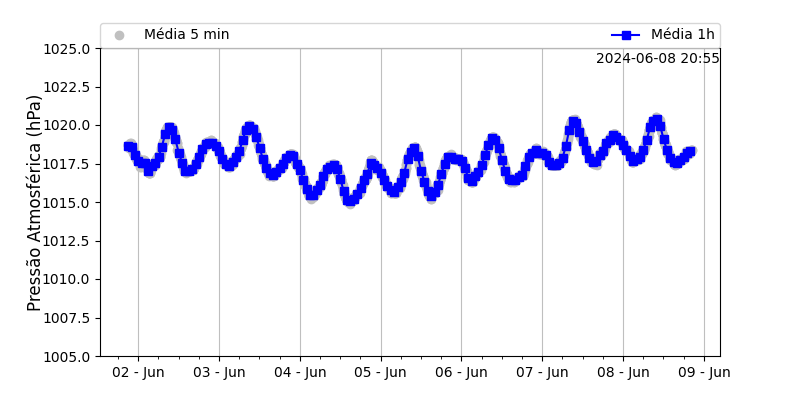 Média 5 min
Média 1h
2024-06-08 20:55
Pressão Atmosférica (hPa)
1025.0
1022.5
1020.0
1017.5
1015.0
1012.5
1010.0
1007.5
1005.0
02 - Jun
03 - Jun
04 - Jun
05 - Jun
06 - Jun
07 - Jun
08 - Jun
09 - Jun